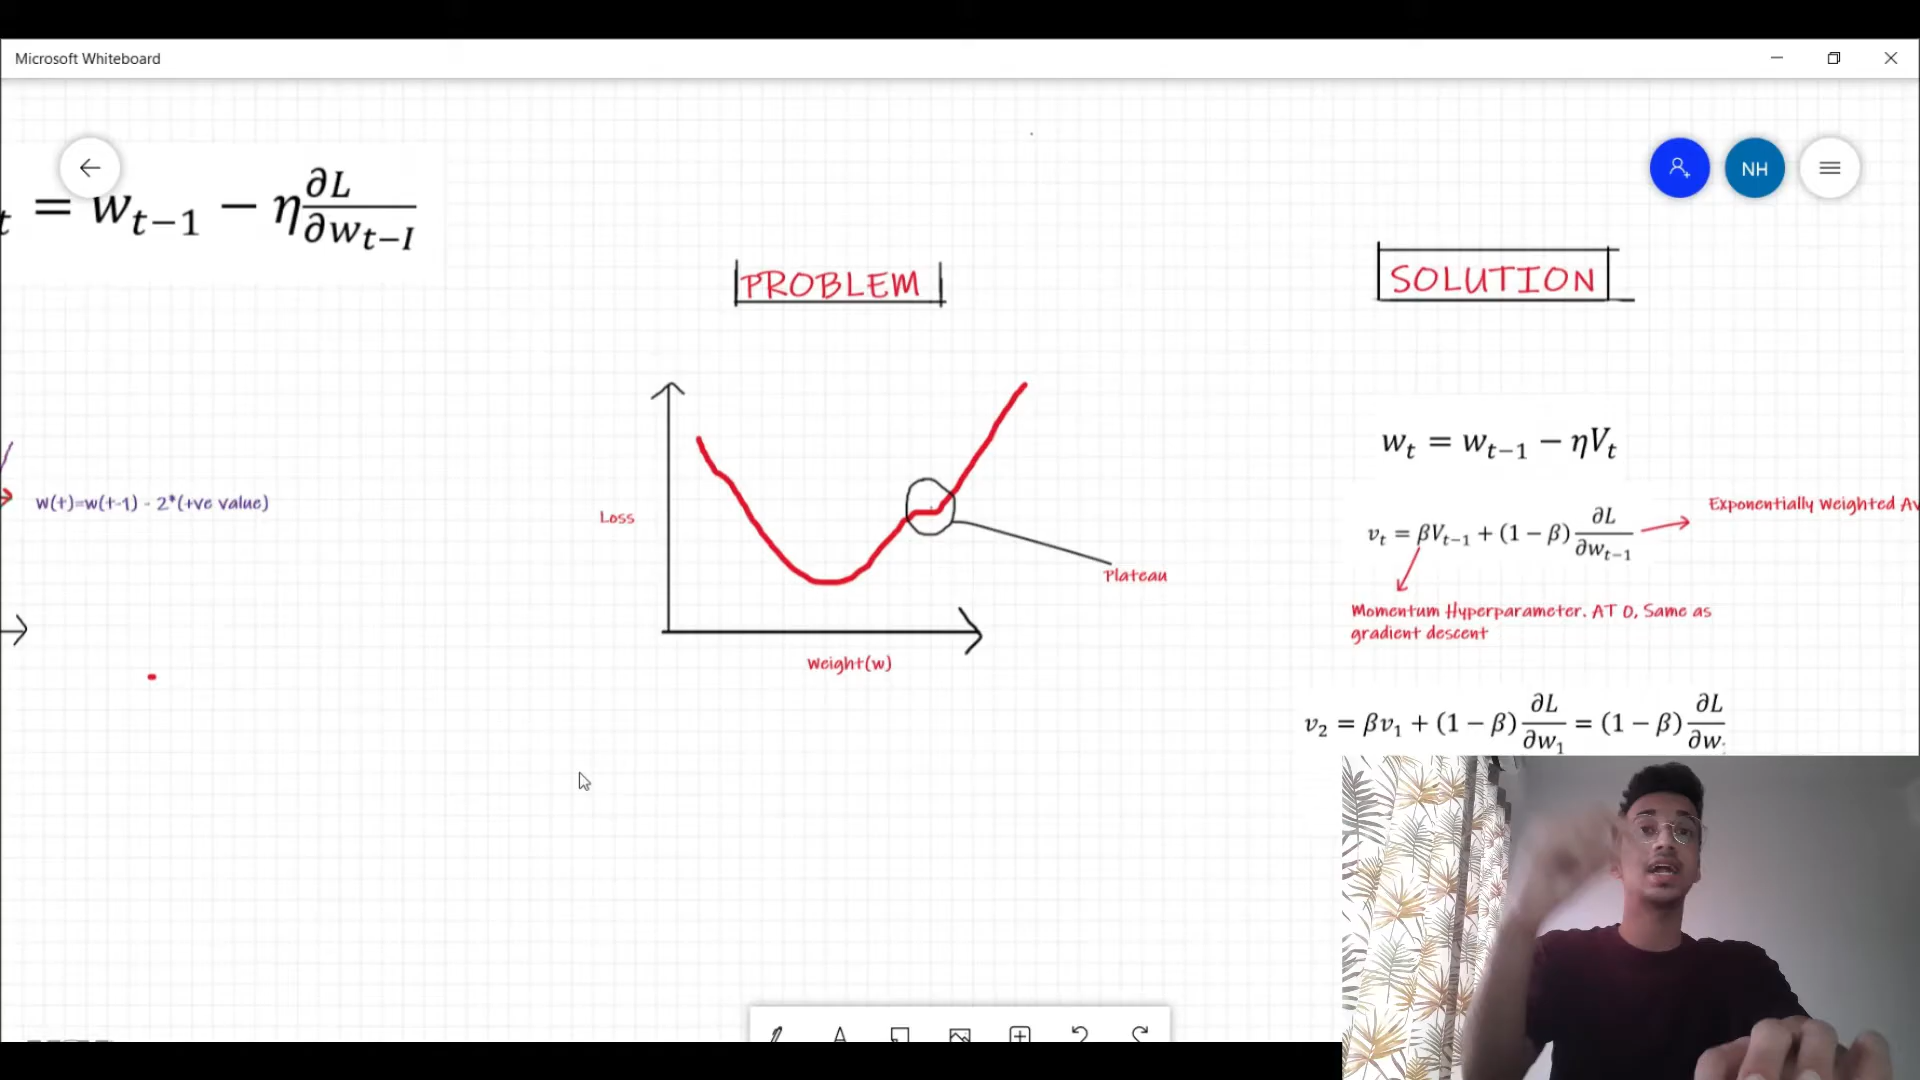 Microsoft Whiteboard
NH
t = w_{t-1} - η ∂L/∂w_{t-I}
PROBLEM
SOLUTION
w_t = w_{t-1} - ηV_t
w(t)=w(t-1) - 2*(+ve value)
Loss
Exponentially Weighted Av
v_t = βV_{t-1} + (1 - β) ∂L/∂w_{t-1}
Plateau
Momentum Hyperparameter. AT 0, Same as
gradient descent
Weight(w)
v_2 = βv_1 + (1 - β) ∂L/∂w_1 = (1 - β) ∂L/∂w